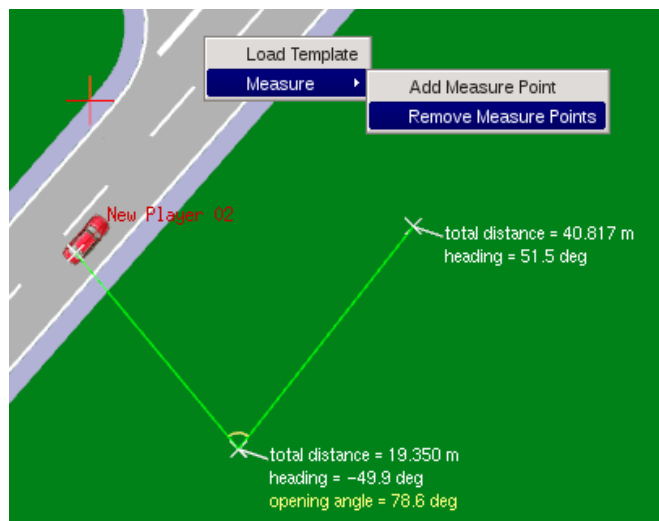 Load Template
Measure
Add Measure Point
Remove Measure Points
New Player 02
total distance = 40.817 m
heading = 51.5 deg
total distance = 19.350 m
heading = −49.9 deg
opening angle = 78.6 deg